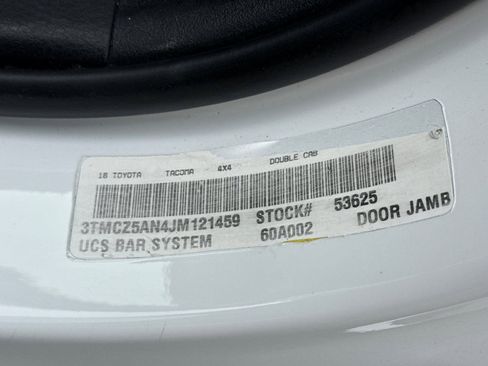 18 TOYOTA TACOMA 4X4 DOUBLE CAB
3TMCZ5AN4JM121459 STOCK# 53625
UCS BAR SYSTEM 60A002 DOOR JAMB